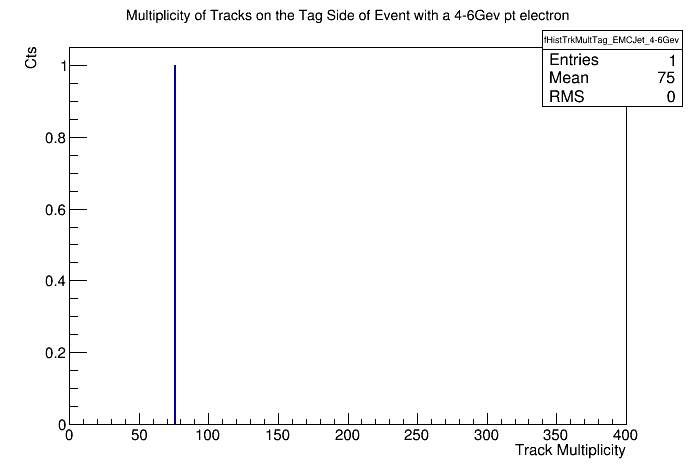 Multiplicity of Tracks on the Tag Side of Event with a 4-6Gev pt electron
fHistTrkMultTag_EMCJet_4-6Gev
Entries 1
Mean 75
RMS 0
Cts
1
0.8
0.6
0.4
0.2
0
0 50 100 150 200 250 300 350 400
Track Multiplicity